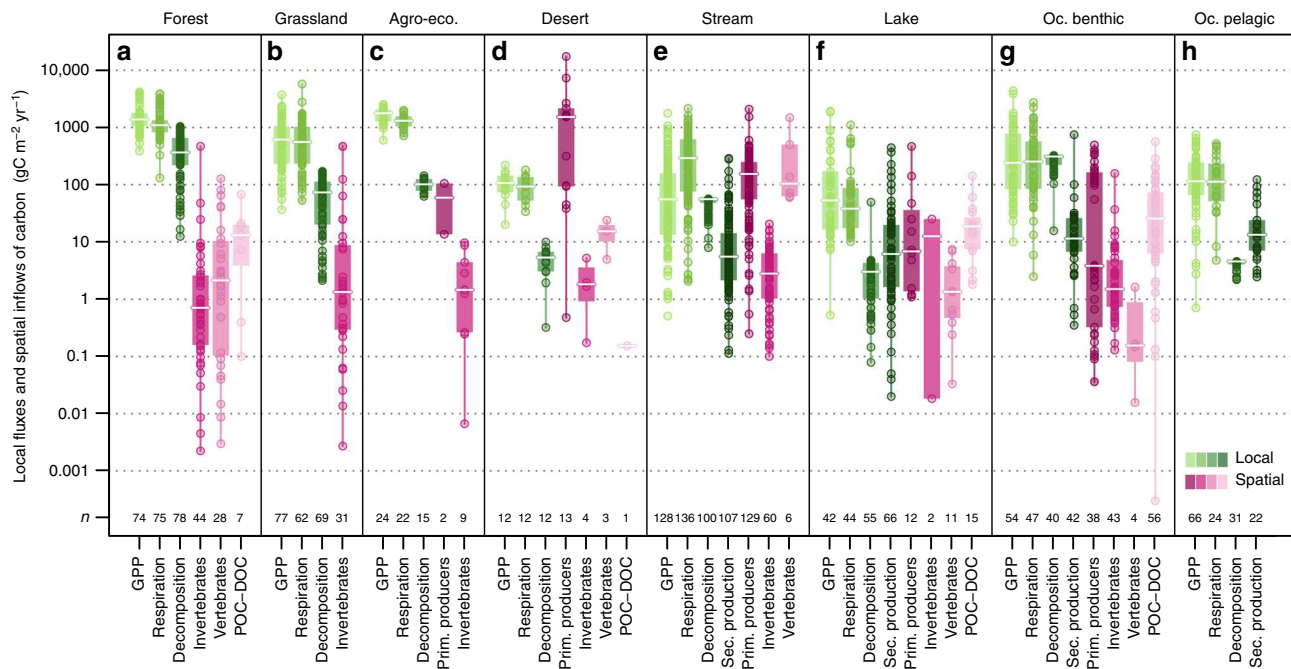 Forest Grassland Agro-eco. Desert Stream Lake Oc. benthic Oc. pelagic
a b c d e f g h
Local fluxes and spatial inflows of carbon (gC m⁻² yr⁻¹)
10,000
1000
100
10
1
0.1
0.01
0.001
Local
Spatial
n 74 75 78 44 28 7 77 62 69 31 24 22 15 2 9 12 12 12 13 4 3 1 128 136 100 107 129 60 6 42 44 55 66 12 2 11 15 54 47 40 42 38 43 4 56 66 24 31 22
GPP
Respiration
Decomposition
Invertebrates
Vertebrates
POC–DOC
GPP
Respiration
Decomposition
Invertebrates
GPP
Respiration
Decomposition
Prim. producers
Invertebrates
GPP
Respiration
Decomposition
Prim. producers
Invertebrates
Vertebrates
POC–DOC
GPP
Respiration
Decomposition
Sec. production
Prim. producers
Invertebrates
Vertebrates
GPP
Respiration
Decomposition
Sec. production
Prim. producers
Invertebrates
Vertebrates
POC–DOC
GPP
Respiration
Decomposition
Sec. production
Prim. producers
Invertebrates
Vertebrates
POC–DOC
GPP
Respiration
Decomposition
Sec. production